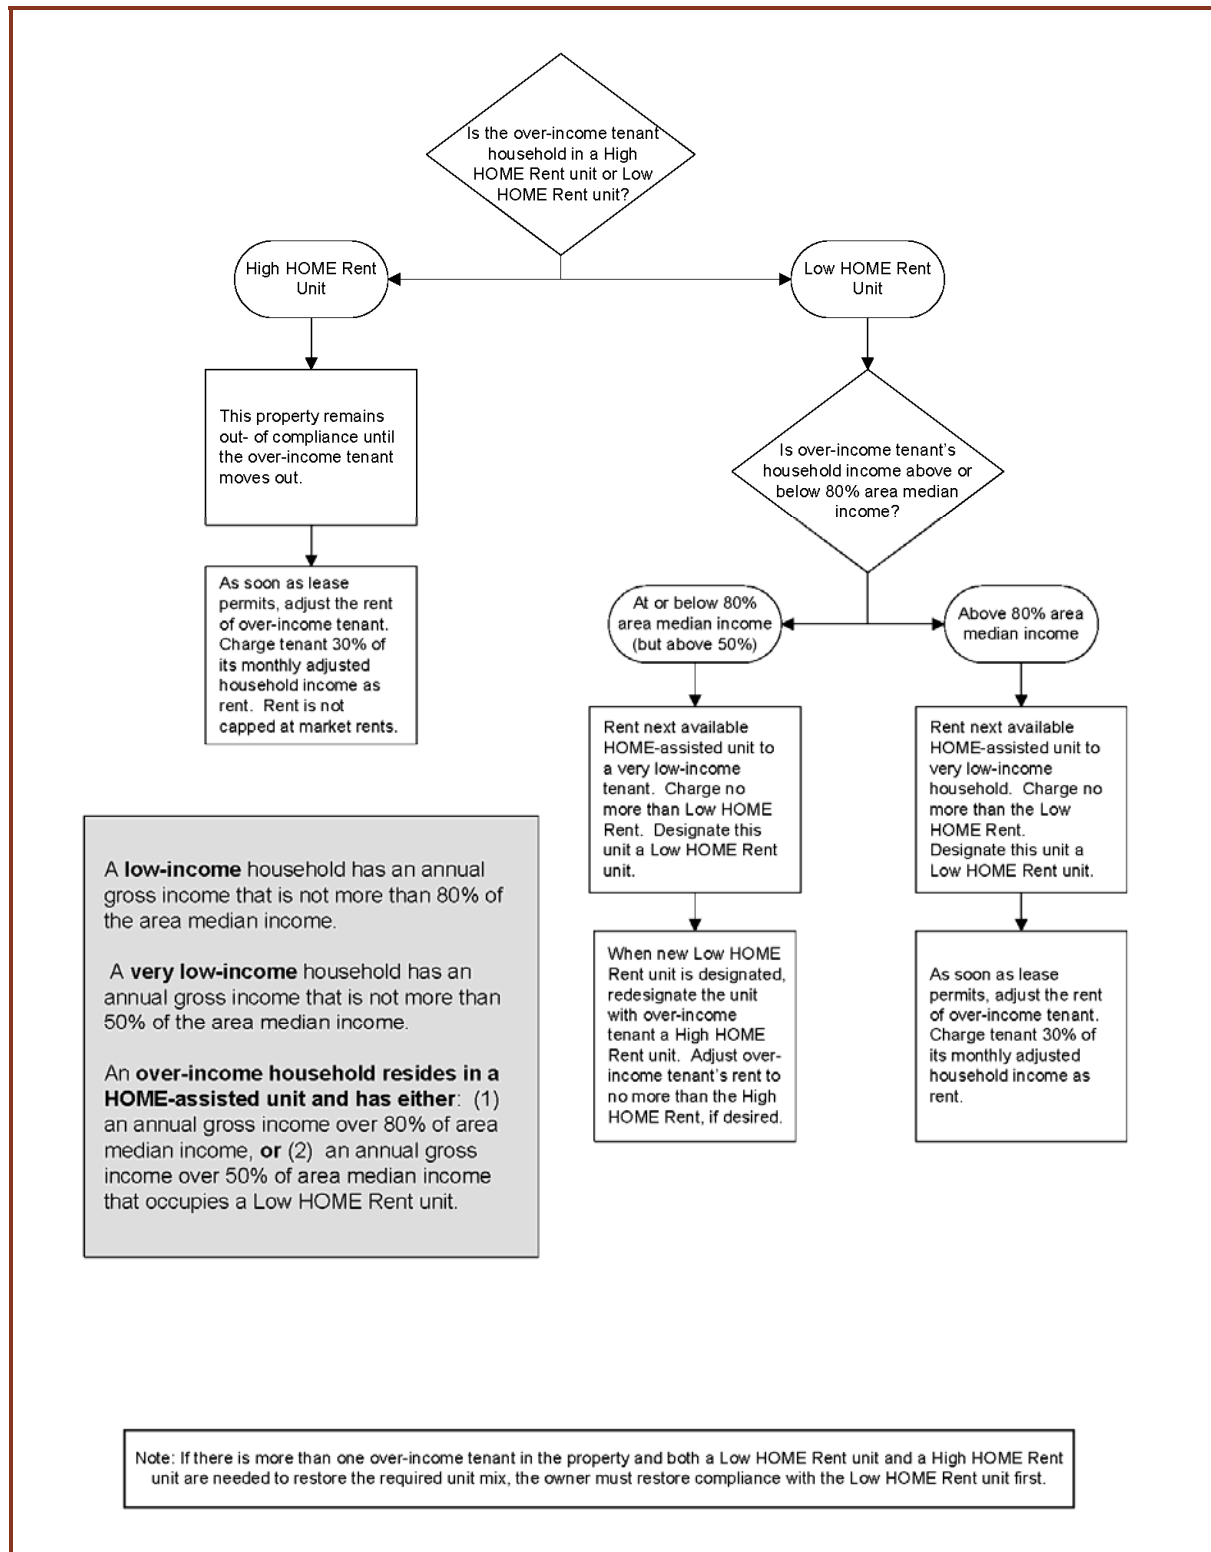 Is the over-income tenant
household in a High
HOME Rent unit or Low
HOME Rent unit?
High HOME Rent
Unit
Low HOME Rent
Unit
This property remains
out- of compliance until
the over-income tenant
moves out.
As soon as lease
permits, adjust the rent
of over-income tenant.
Charge tenant 30% of
its monthly adjusted
household income as
rent. Rent is not
capped at market rents.
Is over-income tenant's
household income above or
below 80% area median
income?
At or below 80%
area median income
(but above 50%)
Above 80% area
median income
Rent next available
HOME-assisted unit to
a very low-income
tenant. Charge no
more than Low HOME
Rent. Designate this
unit a Low HOME Rent
unit.
When new Low HOME
Rent unit is designated,
redesignate the unit
with over-income
tenant a High HOME
Rent unit. Adjust over-
income tenant's rent to
no more than the High
HOME Rent, if desired.
Rent next available
HOME-assisted unit to
very low-income
household. Charge no
more than the Low
HOME Rent.
Designate this unit a
Low HOME Rent unit.
As soon as lease
permits, adjust the rent
of over-income tenant.
Charge tenant 30% of
its monthly adjusted
household income as
rent.
A low-income household has an annual
gross income that is not more than 80% of
the area median income.
A very low-income household has an
annual gross income that is not more than
50% of the area median income.
An over-income household resides in a
HOME-assisted unit and has either: (1)
an annual gross income over 80% of area
median income, or (2) an annual gross
income over 50% of area median income
that occupies a Low HOME Rent unit.
Note: If there is more than one over-income tenant in the property and both a Low HOME Rent unit and a High HOME Rent
unit are needed to restore the required unit mix, the owner must restore compliance with the Low HOME Rent unit first.